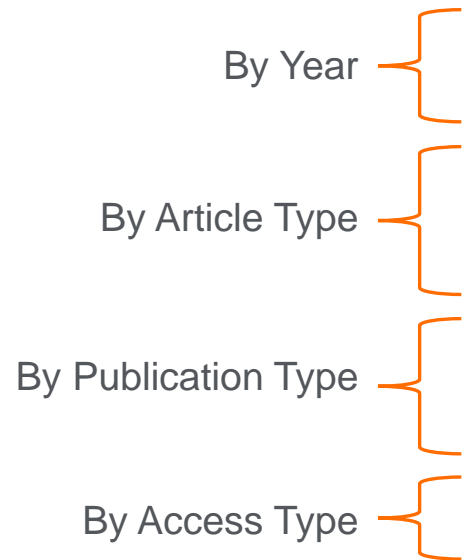 By Year
By Article Type
By Publication Type
By Access Type